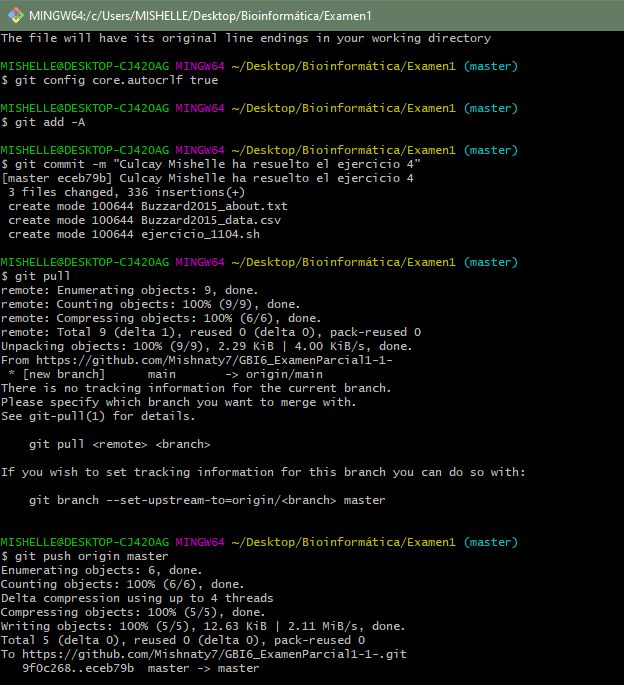 MINGW64:/c/Users/MISHELLE/Desktop/Bioinformática/Examen1
The file will have its original line endings in your working directory
MISHELLE@DESKTOP-CJ42OAG MINGW64 ~/Desktop/Bioinformática/Examen1 (master)
$ git config core.autocrlf true
MISHELLE@DESKTOP-CJ42OAG MINGW64 ~/Desktop/Bioinformática/Examen1 (master)
$ git add -A
MISHELLE@DESKTOP-CJ42OAG MINGW64 ~/Desktop/Bioinformática/Examen1 (master)
$ git commit -m "Culcay Mishelle ha resuelto el ejercicio 4"
[master eceb79b] Culcay Mishelle ha resuelto el ejercicio 4
 3 files changed, 336 insertions(+)
 create mode 100644 Buzzard2015_about.txt
 create mode 100644 Buzzard2015_data.csv
 create mode 100644 ejercicio_1104.sh
MISHELLE@DESKTOP-CJ42OAG MINGW64 ~/Desktop/Bioinformática/Examen1 (master)
$ git pull
remote: Enumerating objects: 9, done.
remote: Counting objects: 100% (9/9), done.
remote: Compressing objects: 100% (6/6), done.
remote: Total 9 (delta 1), reused 0 (delta 0), pack-reused 0
Unpacking objects: 100% (9/9), 2.29 KiB | 4.00 KiB/s, done.
From https://github.com/Mishnaty7/GBI6_ExamenParcial1-1-
 * [new branch]      main       -> origin/main
There is no tracking information for the current branch.
Please specify which branch you want to merge with.
See git-pull(1) for details.
    git pull <remote> <branch>
If you wish to set tracking information for this branch you can do so with:
    git branch --set-upstream-to=origin/<branch> master
MISHELLE@DESKTOP-CJ42OAG MINGW64 ~/Desktop/Bioinformática/Examen1 (master)
$ git push origin master
Enumerating objects: 6, done.
Counting objects: 100% (6/6), done.
Delta compression using up to 4 threads
Compressing objects: 100% (5/5), done.
Writing objects: 100% (5/5), 12.63 KiB | 2.11 MiB/s, done.
Total 5 (delta 0), reused 0 (delta 0), pack-reused 0
To https://github.com/Mishnaty7/GBI6_ExamenParcial1-1-.git
   9f0c268..eceb79b  master -> master